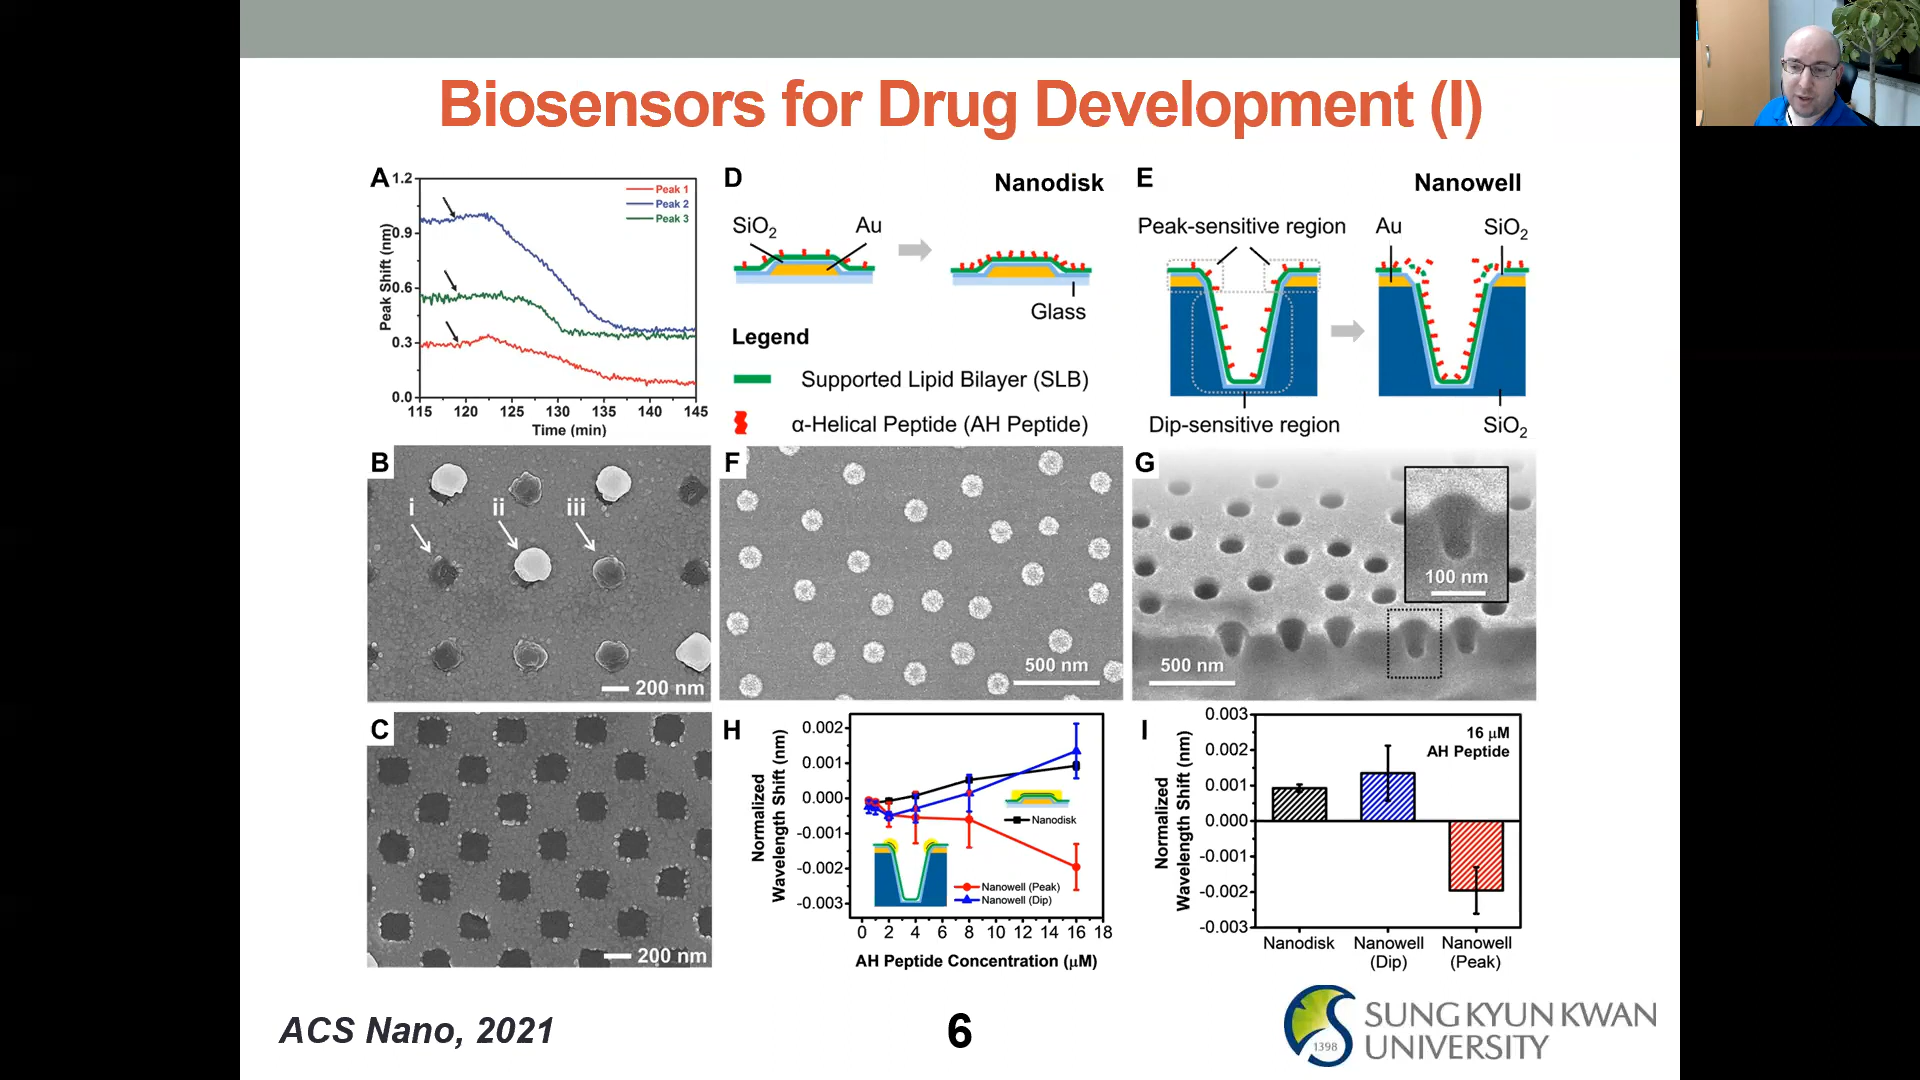 Biosensors for Drug Development (I)
A
1.2
0.9
0.6
0.3
0.0
Peak Shift (nm)
Peak 1
Peak 2
Peak 3
115 120 125 130 135 140 145
Time (min)
D
Nanodisk
SiO2
Au
Glass
Legend
Supported Lipid Bilayer (SLB)
α-Helical Peptide (AH Peptide)
E
Nanowell
Peak-sensitive region
Au
SiO2
Dip-sensitive region
SiO2
B
i
ii
iii
200 nm
F
500 nm
G
100 nm
500 nm
C
200 nm
H
Normalized
Wavelength Shift (nm)
0.002
0.001
0.000
-0.001
-0.002
-0.003
Nanodisk
Nanowell (Peak)
Nanowell (Dip)
0 2 4 6 8 10 12 14 16 18
AH Peptide Concentration (μM)
I
Normalized
Wavelength Shift (nm)
0.003
0.002
0.001
0.000
-0.001
-0.002
-0.003
16 μM
AH Peptide
Nanodisk
Nanowell
(Dip)
Nanowell
(Peak)
ACS Nano, 2021
6
1398
SUNG KYUN KWAN
UNIVERSITY